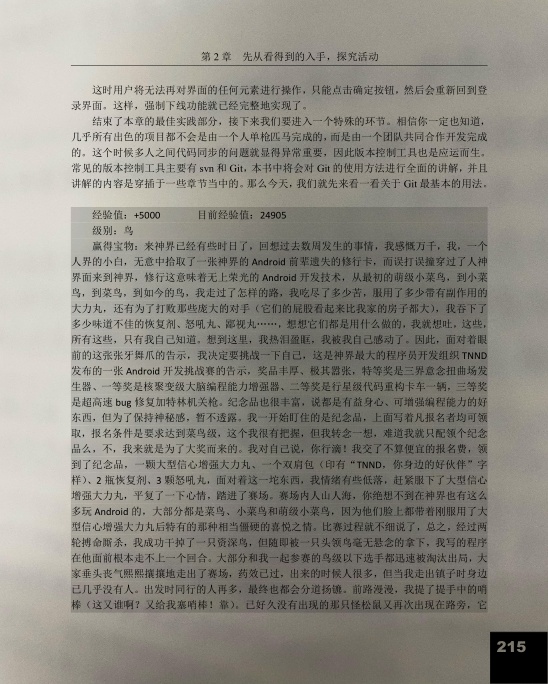 第 2 章　先从看得到的入手，探究活动
这时用户将无法再对界面的任何元素进行操作，只能点击确定按钮，然后会重新回到登
录界面。这样，强制下线功能就已经完整地实现了。
结束了本章的最佳实践部分，接下来我们要进入一个特殊的环节。相信你一定也知道，
几乎所有出色的项目都不会是由一个人单枪匹马完成的，而是由一个团队共同合作开发完成
的。这个时候多人之间代码同步的问题就显得异常重要，因此版本控制工具也是应运而生。
常见的版本控制工具主要有 svn 和 Git，本书中将会对 Git 的使用方法进行全面的讲解，并且
讲解的内容是穿插于一些章节当中的。那么今天，我们就先来看一看关于 Git 最基本的用法。
经验值：+5000　　目前经验值：24905
级别：鸟
赢得宝物：来神界已经有些时日了，回想过去数周发生的事情，我感慨万千，我，一个
人界的小白，无意中拾取了一张神界的 Android 前辈遗失的修行卡，而误打误撞穿过了人神
界面来到神界，修行这意味着无上荣光的 Android 开发技术，从最初的萌级小菜鸟，到小菜
鸟，到菜鸟，到如今的鸟，我走过了怎样的路，我吃尽了多少苦，服用了多少带有副作用的
大力丸，还有为了打败那些庞大的对手（它们的屁股看起来比我家的房子都大），我吞下了
多少味道不佳的恢复剂、怒吼丸、鄙视丸……，想想它们都是用什么做的，我就想吐。这些，
所有这些，只有我自己知道。想到这里，我热泪盈眶，我被我自己感动了。因此，面对着眼
前的这张张牙舞爪的告示，我决定要挑战一下自己，这是神界最大的程序员开发组织 TNND
发布的一张 Android 开发挑战赛的告示，奖品丰厚、极其嚣张，特等奖是三界意念扭曲场发
生器、一等奖是核聚变级大脑编程能力增强器、二等奖是行星级代码重构卡车一辆，三等奖
是超高速 bug 修复加特林机关枪。纪念品也很丰富，说都是有益身心、可增强编程能力的好
东西，但为了保持神秘感，暂不透露。我一开始盯住的是纪念品，上面写着凡报名者均可领
取，报名条件是要求达到菜鸟级，这个我很有把握，但我转念一想，难道我就只配领个纪念
品么，不，我来就是为了大奖而来的。我对自己说，你行滴！我交了不算便宜的报名费，领
到了纪念品，一颗大型信心增强大力丸、一个双肩包（印有“TNND，你身边的好伙伴”字
样）、2 瓶恢复剂、3 颗怒吼丸，面对着这一坨东西，我情绪有些低落，赶紧服下了大型信心
增强大力丸，平复了一下心情，踏进了赛场。赛场内人山人海，你绝想不到在神界也有这么
多玩 Android 的，大部分都是菜鸟、小菜鸟和萌级小菜鸟，因为他们脸上都带着刚服用了大
型信心增强大力丸后特有的那种相当僵硬的喜悦之情。比赛过程就不细说了，总之，经过两
轮搏命厮杀，我成功干掉了一只资深鸟，但随即被一只头领鸟毫无悬念的拿下，我写的程序
在他面前根本走不上一个回合。大部分和我一起参赛的鸟级以下选手都迅速被淘汰出局，大
家垂头丧气熙熙攘攘地走出了赛场，药效已过，出来的时候人很多，但当我走出镇子时身边
已几乎没有人。出发时同行的人再多，最终也都会分道扬镳。前路漫漫，我提了提手中的哨
棒（这又谁啊？又给我塞哨棒！靠）。已好久没有出现的那只怪松鼠又再次出现在路旁，它
215